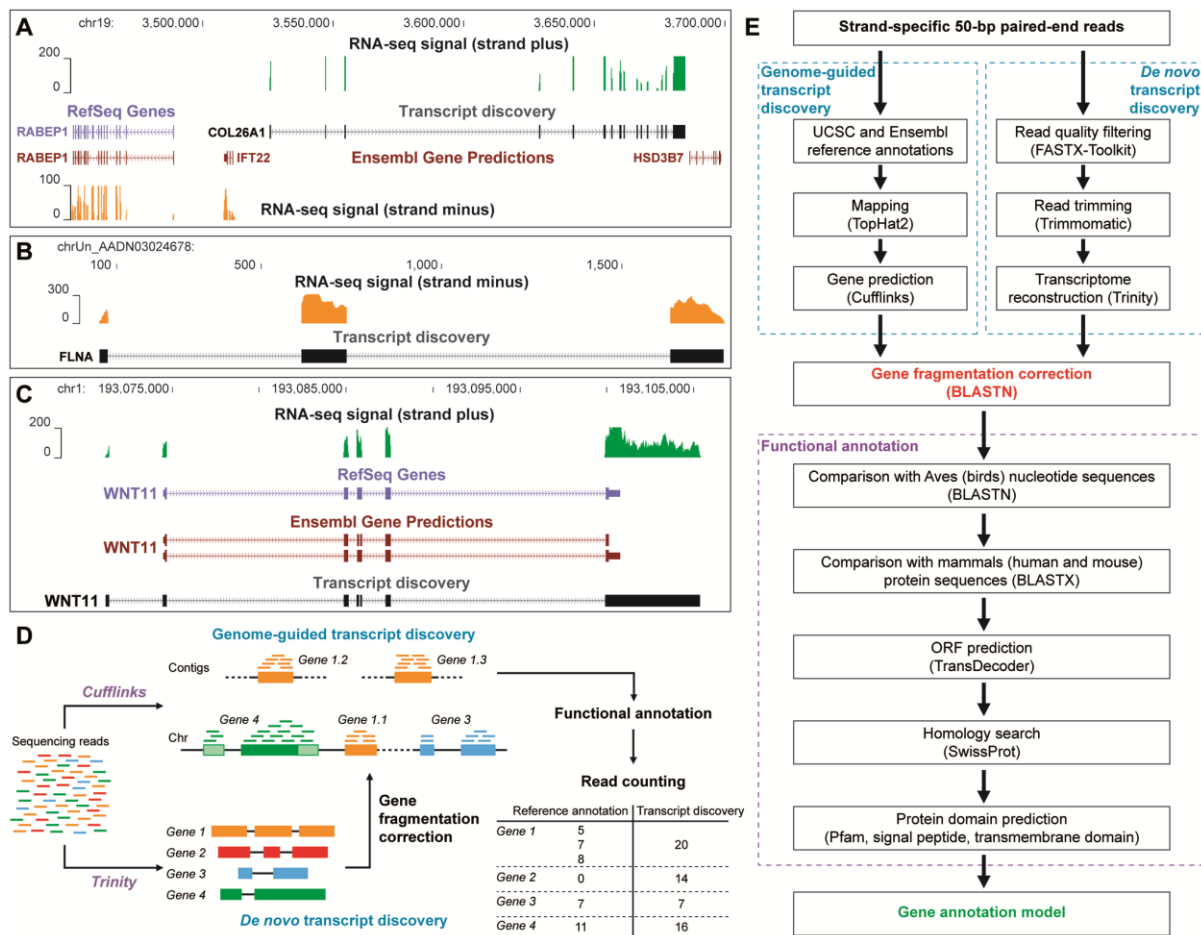 A
chr19: 3,500,000 3,550,000 3,600,000 3,650,000 3,700,000
RNA-seq signal (strand plus)
200
0
RefSeq Genes
Transcript discovery
RABEP1
COL26A1
RABEP1
IFT22
Ensembl Gene Predictions
HSD3B7
100
0
RNA-seq signal (strand minus)
B
chrUn_AADN03024678:
100 500 1,000 1,500
RNA-seq signal (strand minus)
300
0
Transcript discovery
FLNA
C
chr1: 193,075,000 193,085,000 193,095,000 193,105,000
RNA-seq signal (strand plus)
200
0
RefSeq Genes
WNT11
Ensembl Gene Predictions
WNT11
Transcript discovery
WNT11
D
Genome-guided transcript discovery
Contigs
Gene 1.2
Gene 1.3
Cufflinks
Sequencing reads
Chr
Gene 4
Gene 1.1
Gene 3
Functional annotation
Read counting
Gene
fragmentation
correction
Gene 1
Gene 2
Gene 3
Gene 4
Trinity
De novo transcript discovery
Reference annotation Transcript discovery
Gene 1 5
7 20
8
Gene 2 0 14
Gene 3 7 7
Gene 4 11 16
E
Strand-specific 50-bp paired-end reads
Genome-guided
transcript
discovery
De novo
transcript
discovery
UCSC and Ensembl
reference annotations
Mapping
(TopHat2)
Gene prediction
(Cufflinks)
Read quality filtering
(FASTX-Toolkit)
Read trimming
(Trimmomatic)
Transcriptome
reconstruction (Trinity)
Gene fragmentation correction
(BLASTN)
Functional annotation
Comparison with Aves (birds) nucleotide sequences
(BLASTN)
Comparison with mammals (human and mouse)
protein sequences (BLASTX)
ORF prediction
(TransDecoder)
Homology search
(SwissProt)
Protein domain prediction
(Pfam, signal peptide, transmembrane domain)
Gene annotation model